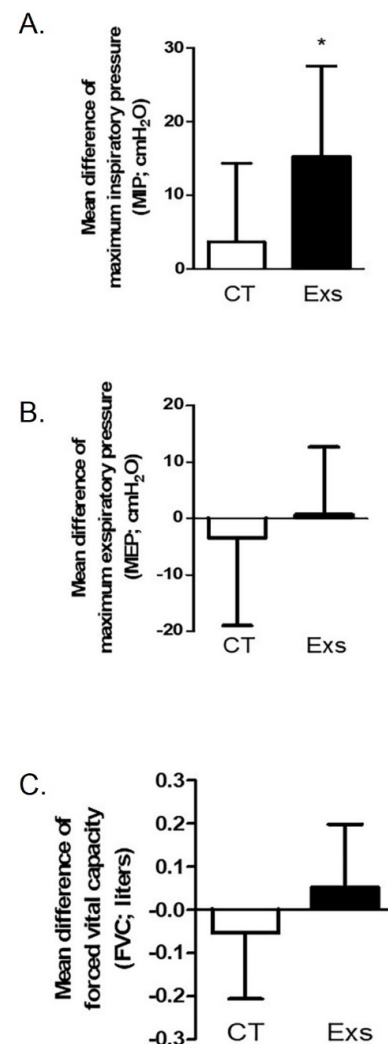 A.
Mean difference of
maximum inspiratory pressure
(MIP; cmH₂O)
30
20
10
0
*
CT Exs
B.
Mean difference of
maximum exspiratory pressure
(MEP; cmH₂O)
20
10
0
-10
-20
CT Exs
C.
Mean difference of
forced vital capacity
(FVC; liters)
0.3
0.2
0.1
-0.0
-0.1
-0.2
-0.3
CT Exs